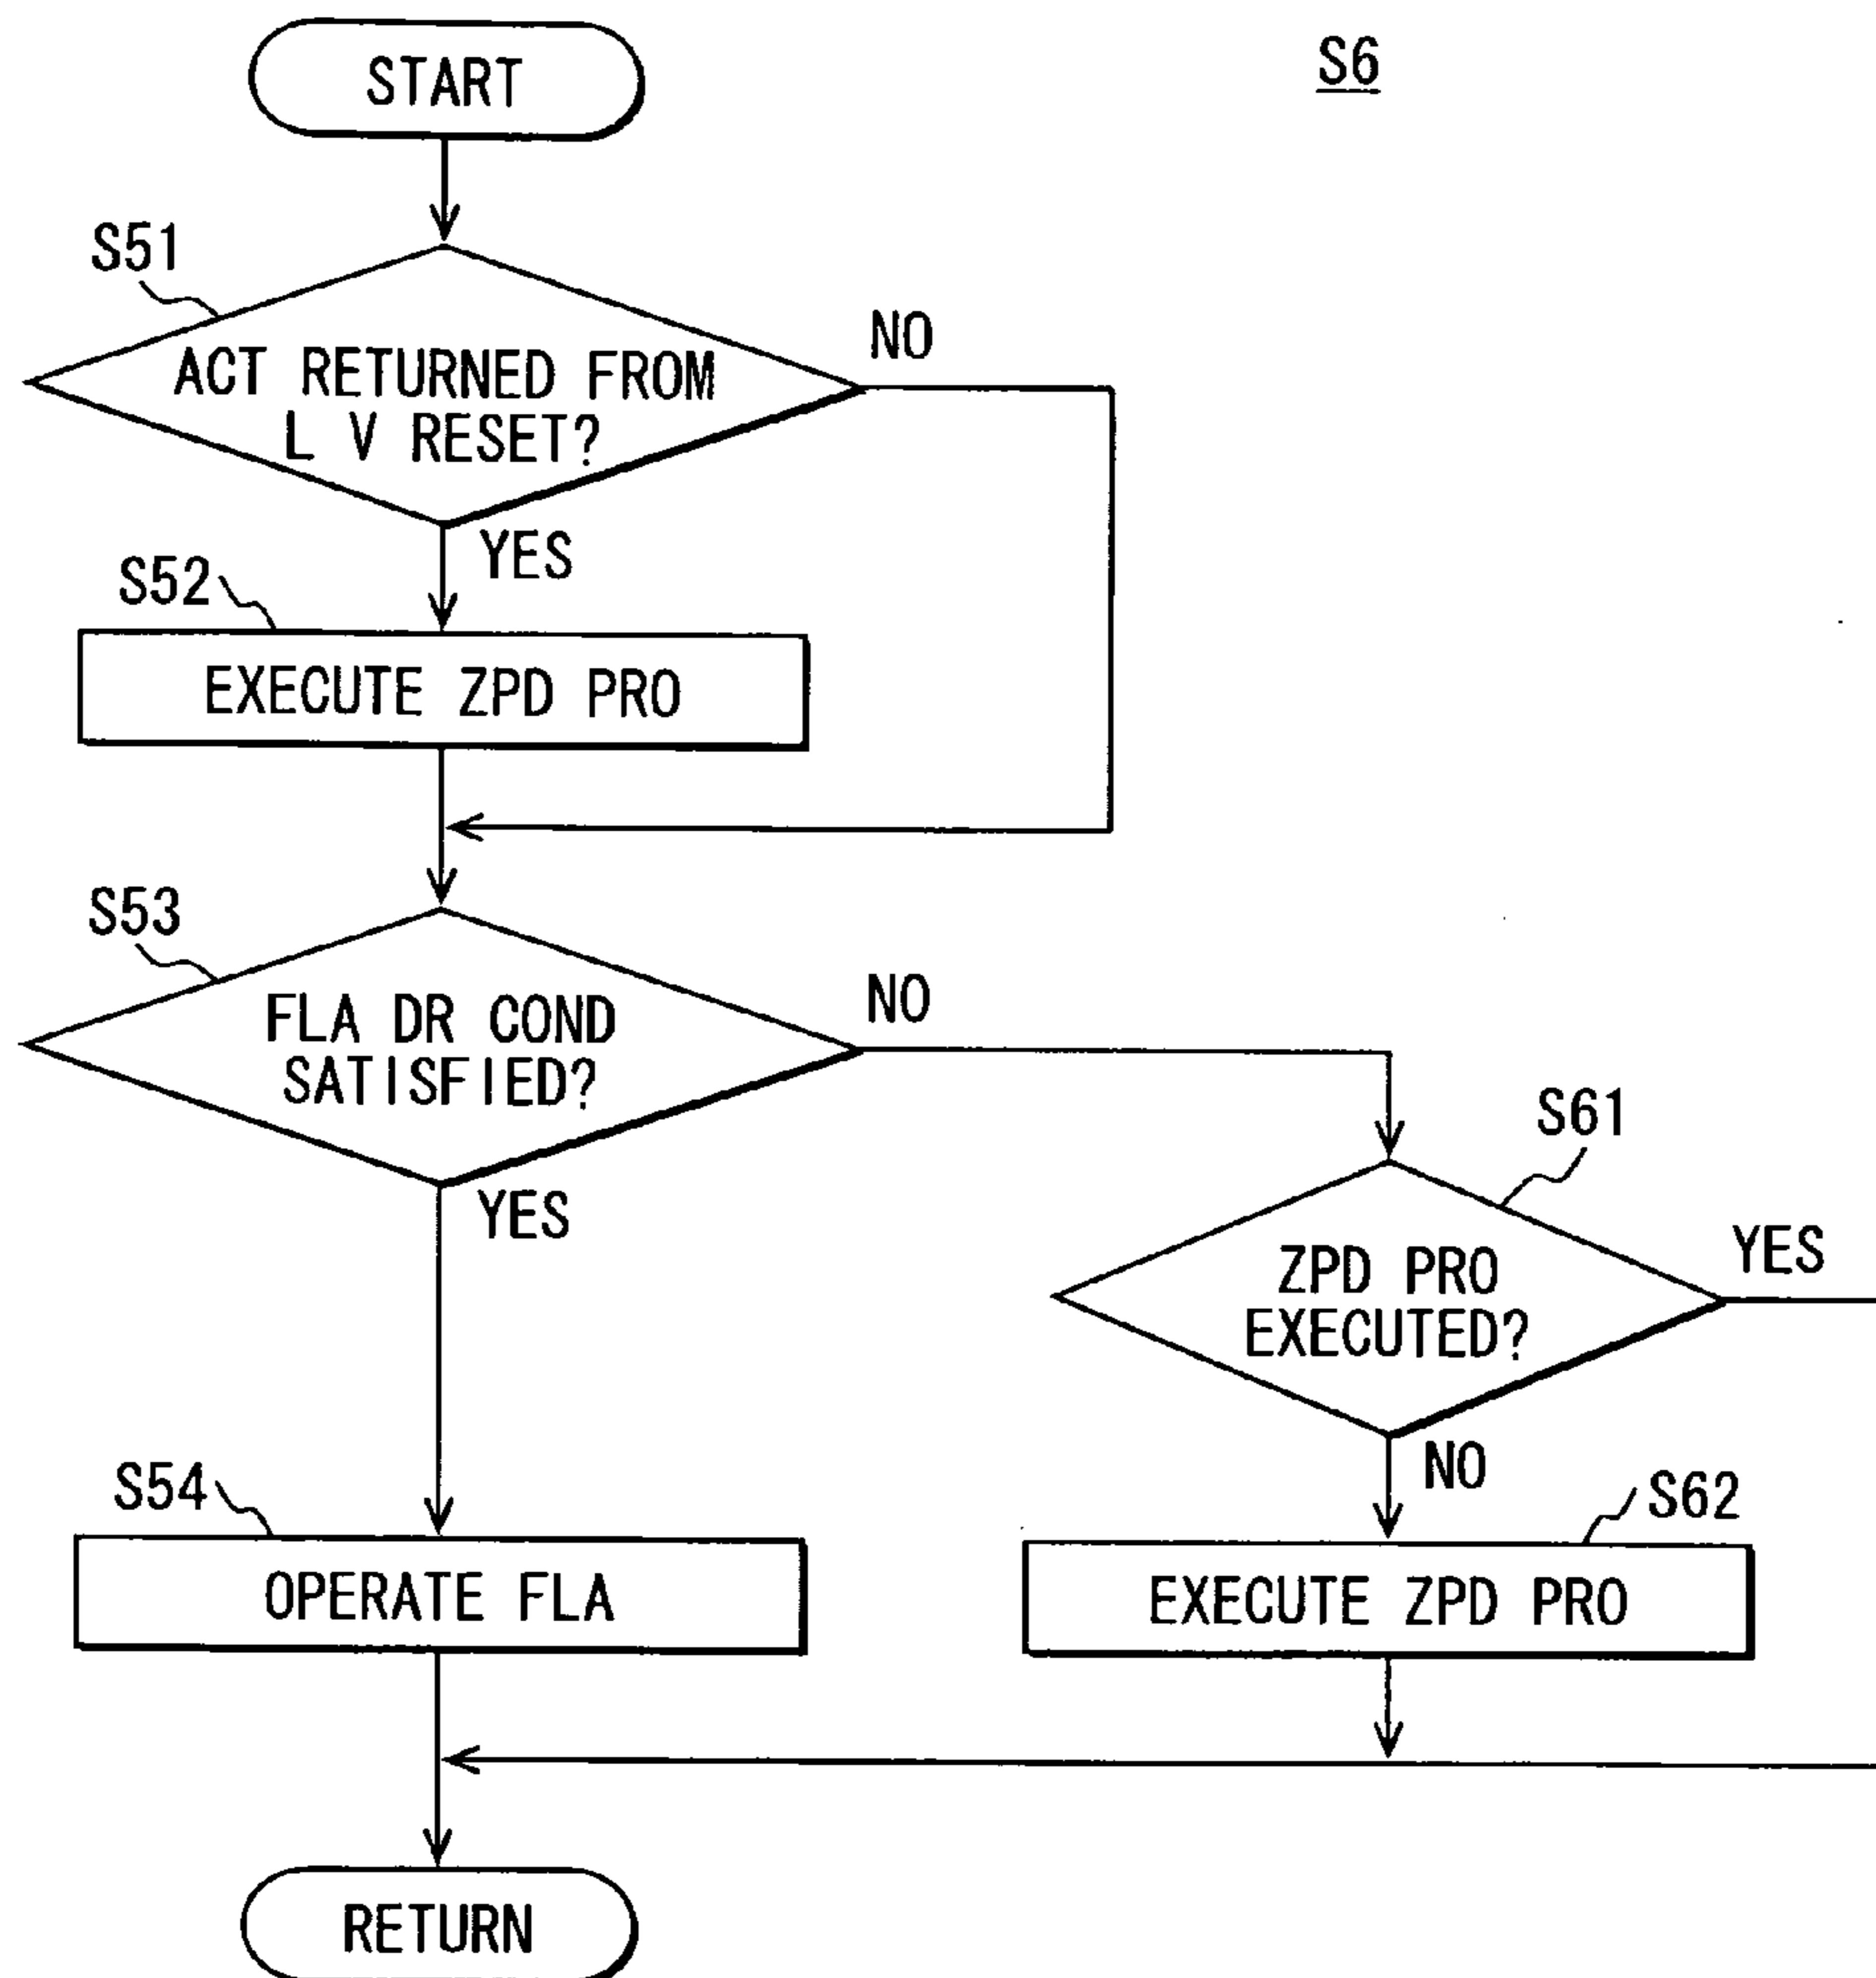 START
S6
S51
ACT RETURNED FROM
L V RESET?
NO
YES
S52
EXECUTE ZPD PRO
S53
FLA DR COND
SATISFIED?
NO
YES
S61
ZPD PRO
EXECUTED?
YES
NO
S54
OPERATE FLA
S62
EXECUTE ZPD PRO
RETURN